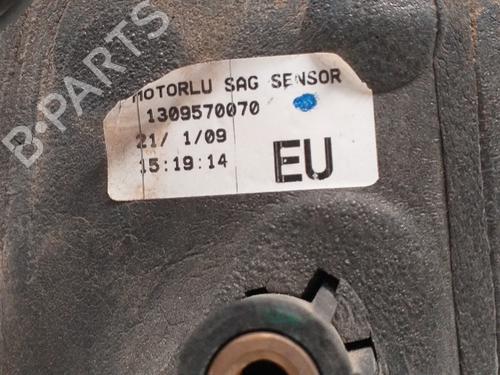 B-PARTS
MOTORLU SAG SENSOR
1309570070
21/ 1/09
15:19:14
EU